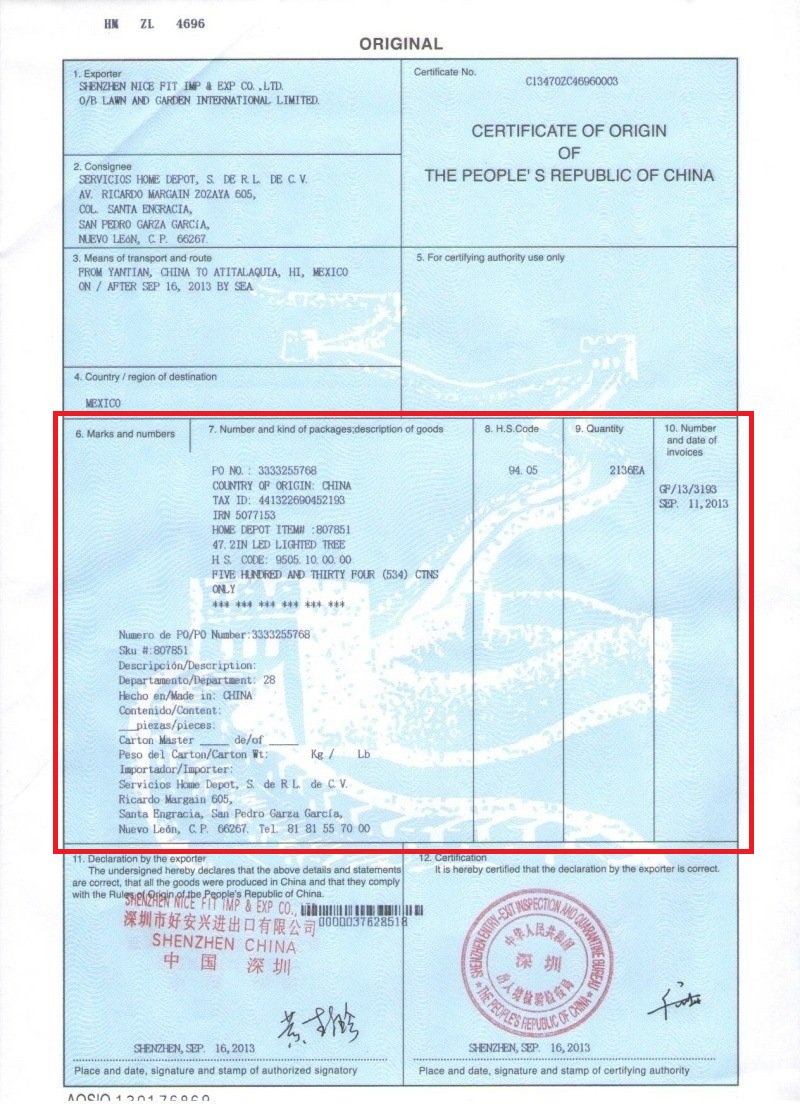 HM ZL 4696
ORIGINAL
1. Exporter
SHENZHEN NICE FIT IMP & EXP CO., LTD.
O/B LAWN AND GARDEN INTERNATIONAL LIMITED.
Certificate No.
C13470ZC46960003
CERTIFICATE OF ORIGIN
OF
THE PEOPLE' S REPUBLIC OF CHINA
2. Consignee
SERVICIOS HOME DEPOT, S. DE R.L. DE C.V.
AV. RICARDO MARGAIN ZOZAYA 605,
COL. SANTA ENGRACIA,
SAN PEDRO GARZA GARCíA,
NUEVO LEóN, C.P. 66267.
3. Means of transport and route
FROM YANTIAN, CHINA TO ATITALAQUIA, HI, MEXICO
ON / AFTER SEP 16, 2013 BY SEA
5. For certifying authority use only
4. Country / region of destination
MEXICO
6. Marks and numbers
7. Number and kind of packages;description of goods
8. H.S.Code
9. Quantity
10. Number
and date of
invoices
PO NO. : 3333255768
COUNTRY OF ORIGIN: CHINA
TAX ID: 441322690452193
IRN 5077153
HOME DEPOT ITEM# :807851
47.2IN LED LIGHTED TREE
H.S. CODE: 9505.10.00.00
FIVE HUNDRED AND THIRTY FOUR (534) CTNS
ONLY
*** *** *** *** *** ***
94.05
2136EA
GF/13/3193
SEP. 11,2013
Numero de PO/PO Number:3333255768
Sku #:807851
Descripción/Description:
Departamento/Department: 28
Hecho en/Made in: CHINA
Contenido/Content:
___piezas/pieces:
Carton Master ____ de/of ____
Peso del Carton/Carton Wt: Kg / Lb
Importador/Importer:
Servicios Home Depot, S. de R.L. de C.V.
Ricardo Margain 605,
Santa Engracia, San Pedro Garza García,
Nuevo León, C.P. 66267. Tel. 81 81 55 70 00
11. Declaration by the exporter
The undersigned hereby declares that the above details and statements
are correct, that all the goods were produced in China and that they comply
with the Rules of Origin of the People's Republic of China.
SHENZHEN NICE FIT IMP & EXP CO.,
深圳市好安兴进出口有限公司
0000037628518
SHENZHEN CHINA
中国 深圳
SHENZHEN, SEP. 16, 2013
Place and date, signature and stamp of authorized signatory
12. Certification
It is hereby certified that the declaration by the exporter is correct.
SHENZHEN ENTRY-EXIT INSPECTION AND QUARANTINE BUREAU
THE PEOPLE'S REPUBLIC OF CHINA
中华人民共和国
深圳
出入境检验检疫局
SHENZHEN, SEP. 16, 2013
Place and date, signature and stamp of certifying authority